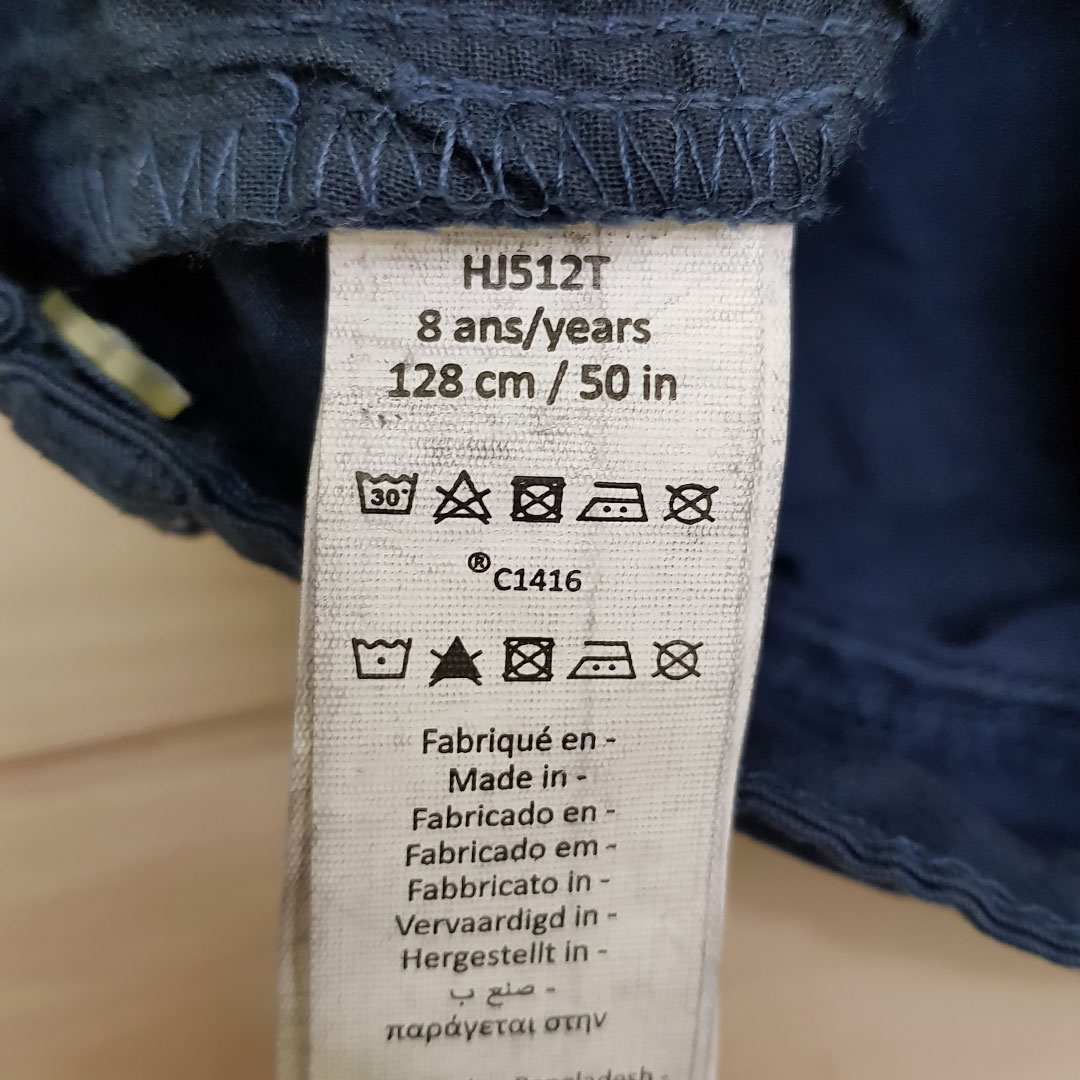 HJ512T
8 ans/years
128 cm / 50 in
30°
®C1416
Fabriqué en -
Made in -
Fabricado en -
Fabricado em -
Fabbricato in -
Vervaardigd in -
Hergestellt in -
صنع ب -
παράγεται στην
Bangladesh -